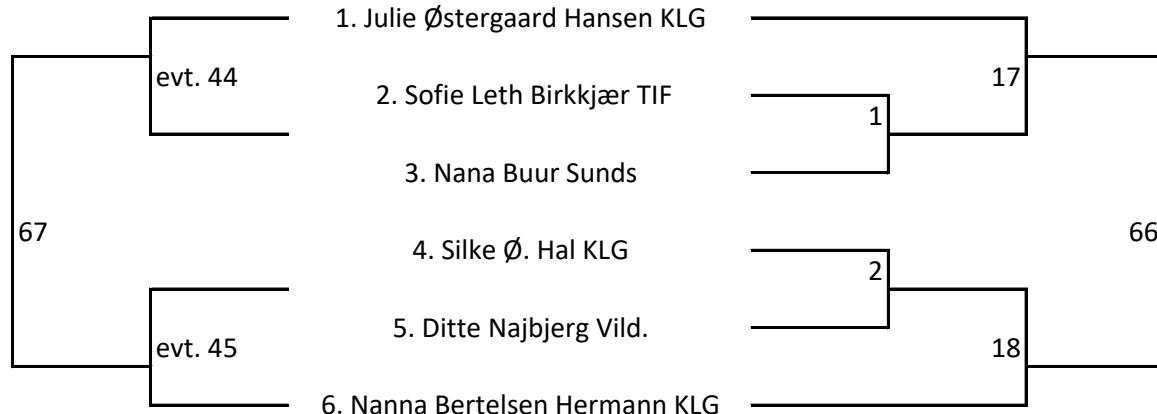 1. Julie Østergaard Hansen KLG
evt. 44
17
2. Sofie Leth Birkkjær TIF
1
3. Nana Buur Sunds
67
66
4. Silke Ø. Hal KLG
2
5. Ditte Najbjerg Vild.
evt. 45
18
6. Nanna Bertelsen Hermann KLG